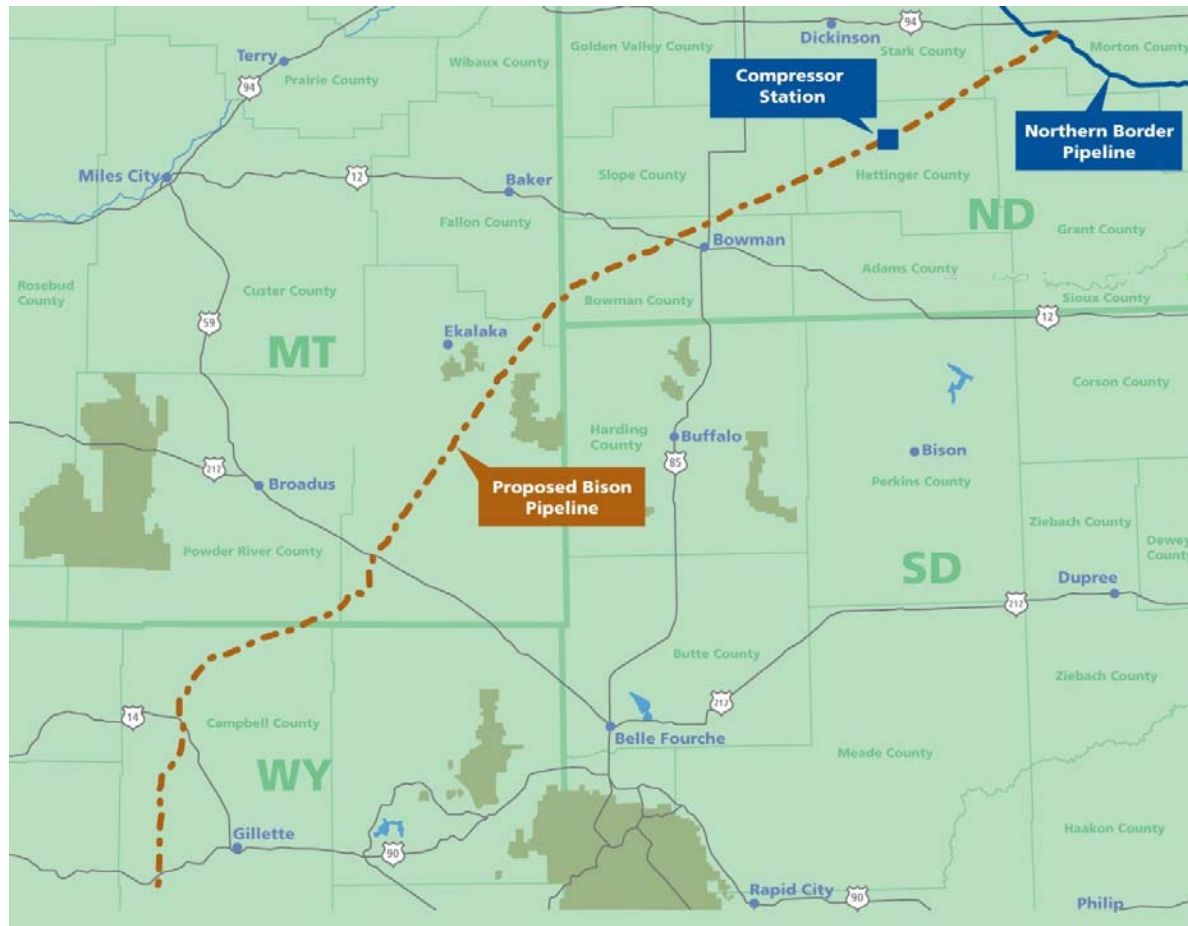 94
Dickinson
Golden Valley County
Stark County
Morton County
Terry
Prairie County
Wibaux County
94
Compressor
Station
Northern Border
Pipeline
Miles City
12
Baker
Slope County
Hettinger County
Fallon County
ND
Grant County
Bowman
Adams County
Rosebud
County
Custer County
Bowman County
Sioux County
12
59
MT
Ekalaka
Corson County
Harding
County
Buffalo
85
Bison
Perkins County
212
Broadus
Proposed Bison
Pipeline
Ziebach County
Dewey
County
Powder River County
SD
Dupree
212
Butte County
Ziebach County
212
14
Campbell County
Belle Fourche
Meade County
WY
Gillette
90
Haakon County
Rapid City
90
Philip